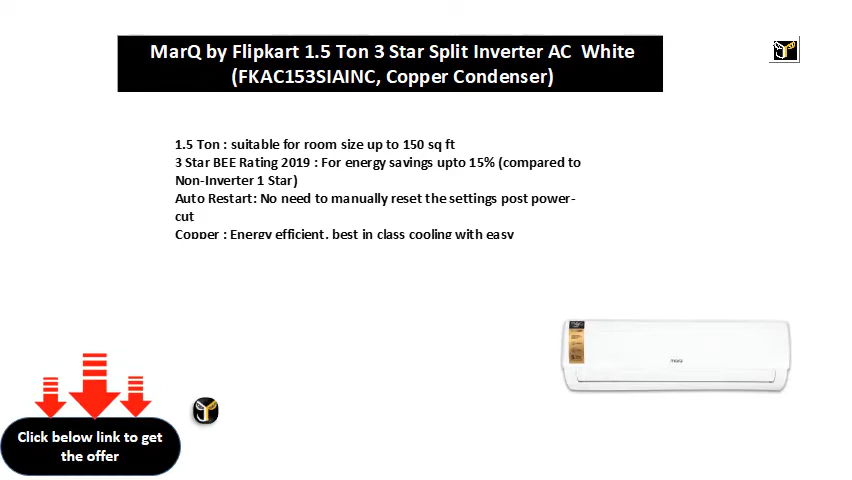 MarQ by Flipkart 1.5 Ton 3 Star Split Inverter AC  White
(FKAC153SIAINC, Copper Condenser)
1.5 Ton : suitable for room size up to 150 sq ft
3 Star BEE Rating 2019 : For energy savings upto 15% (compared to
Non-Inverter 1 Star)
Auto Restart: No need to manually reset the settings post power-
cut
Copper : Energy efficient, best in class cooling with easy
MARQ
Click below link to get
the offer